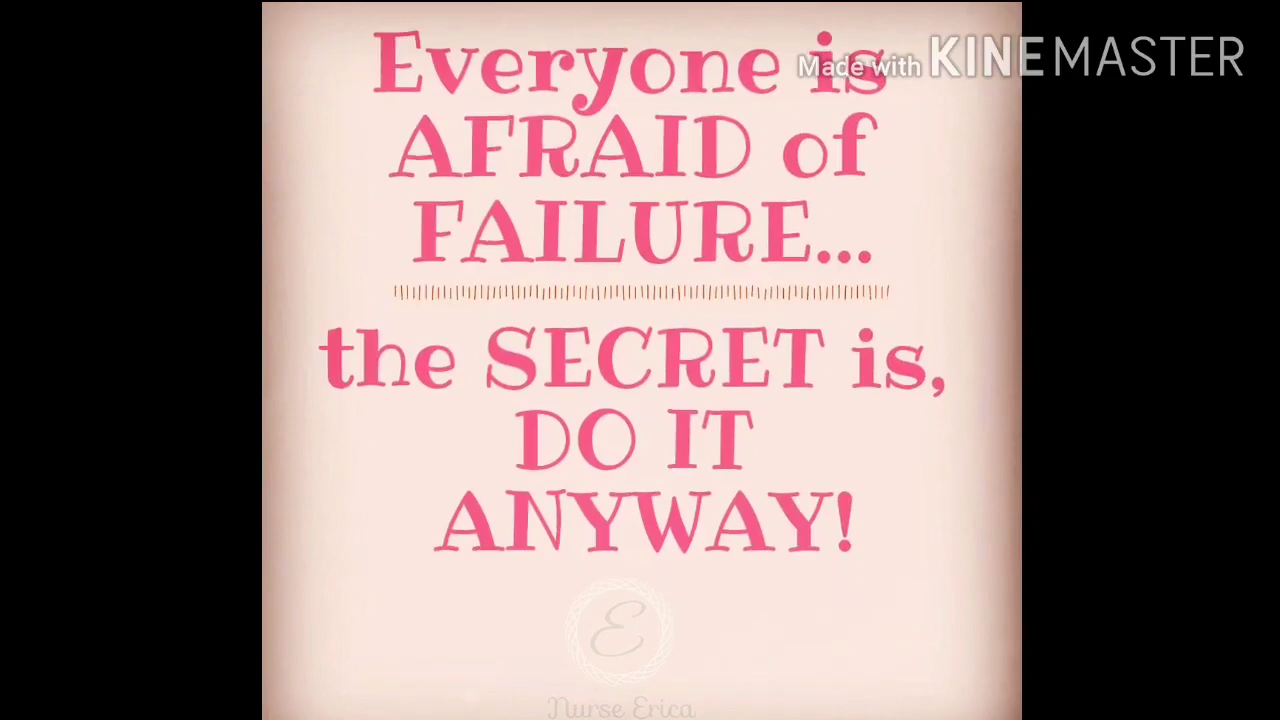 Everyone is
Made with KINEMASTER
AFRAID of
FAILURE...
the SECRET is,
DO IT
ANYWAY!
E
Nurse Erica